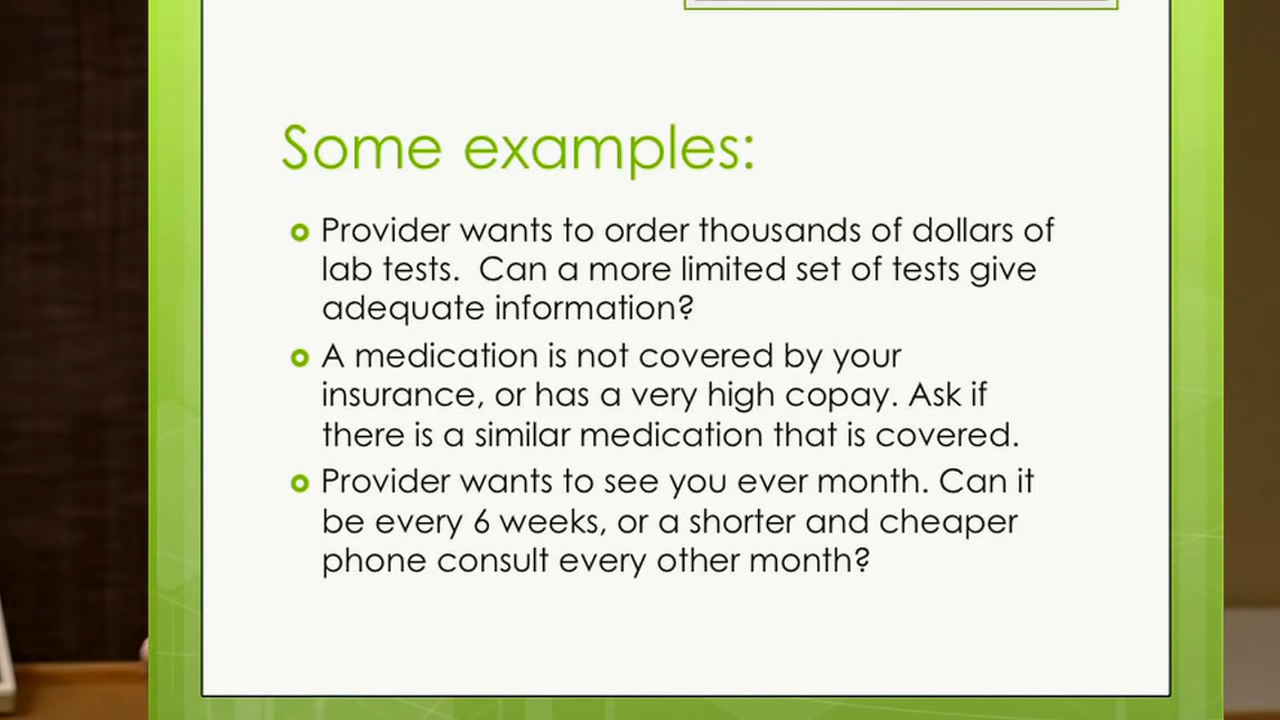 Some examples:
Provider wants to order thousands of dollars of
lab tests.  Can a more limited set of tests give
adequate information?
A medication is not covered by your
insurance, or has a very high copay. Ask if
there is a similar medication that is covered.
Provider wants to see you ever month. Can it
be every 6 weeks, or a shorter and cheaper
phone consult every other month?